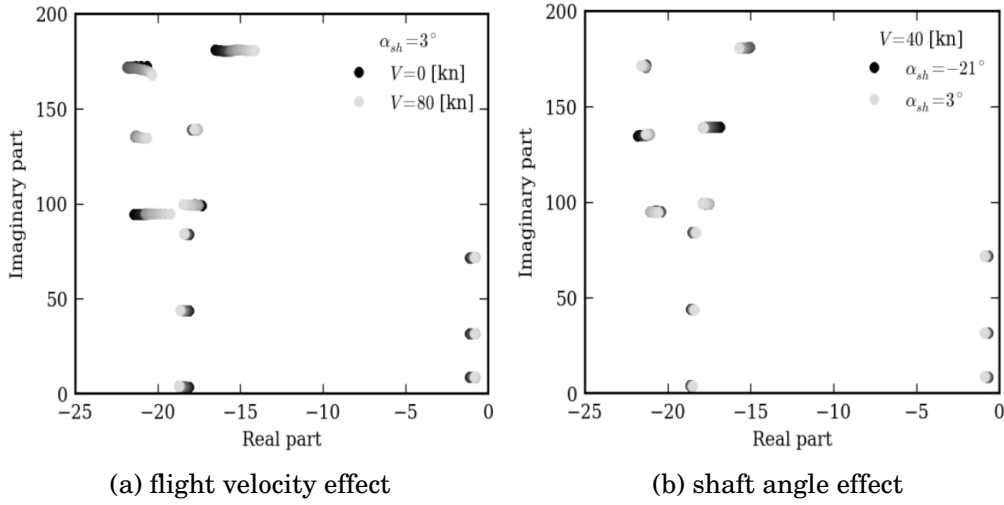 200
150
100
50
0
Imaginary part
−25 −20 −15 −10 −5 0
Real part
α_sh=3°
V=0 [kn]
V=80 [kn]
(a) flight velocity effect
200
150
100
50
0
Imaginary part
−25 −20 −15 −10 −5 0
Real part
V=40 [kn]
α_sh=−21°
α_sh=3°
(b) shaft angle effect